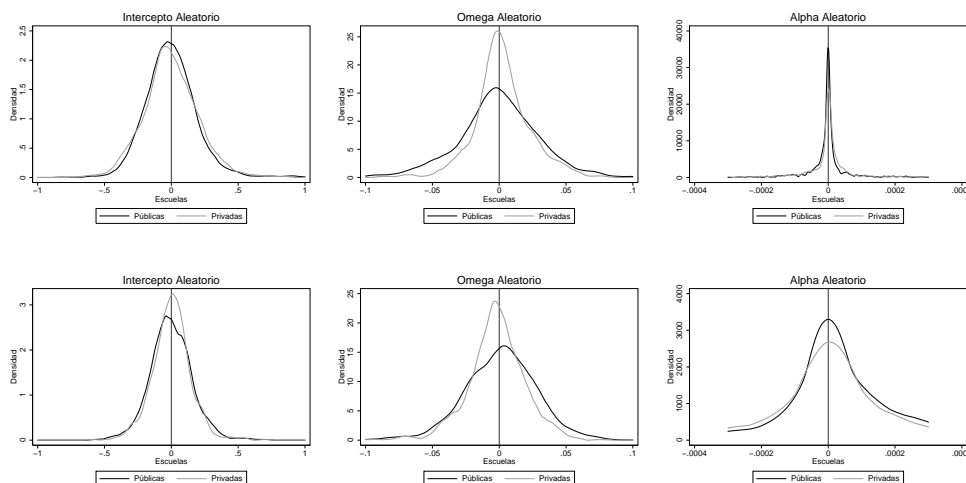 Intercepto Aleatorio
Densidad
0 .5 1 1.5 2 2.5
−1 −.5 0 .5 1
Escuelas
Públicas Privadas
Omega Aleatorio
Densidad
0 5 10 15 20 25
−.1 −.05 0 .05 .1
Escuelas
Públicas Privadas
Alpha Aleatorio
Densidad
0 10000 20000 30000 40000
−.0004 −.0002 0 .0002 .000
Escuelas
Públicas Privadas
Intercepto Aleatorio
Densidad
0 1 2 3
−1 −.5 0 .5 1
Escuelas
Públicas Privadas
Omega Aleatorio
Densidad
0 5 10 15 20 25
−.1 −.05 0 .05 .1
Escuelas
Públicas Privadas
Alpha Aleatorio
Densidad
0 1000 2000 3000 4000
−.0004 −.0002 0 .0002 .000
Escuelas
Públicas Privadas